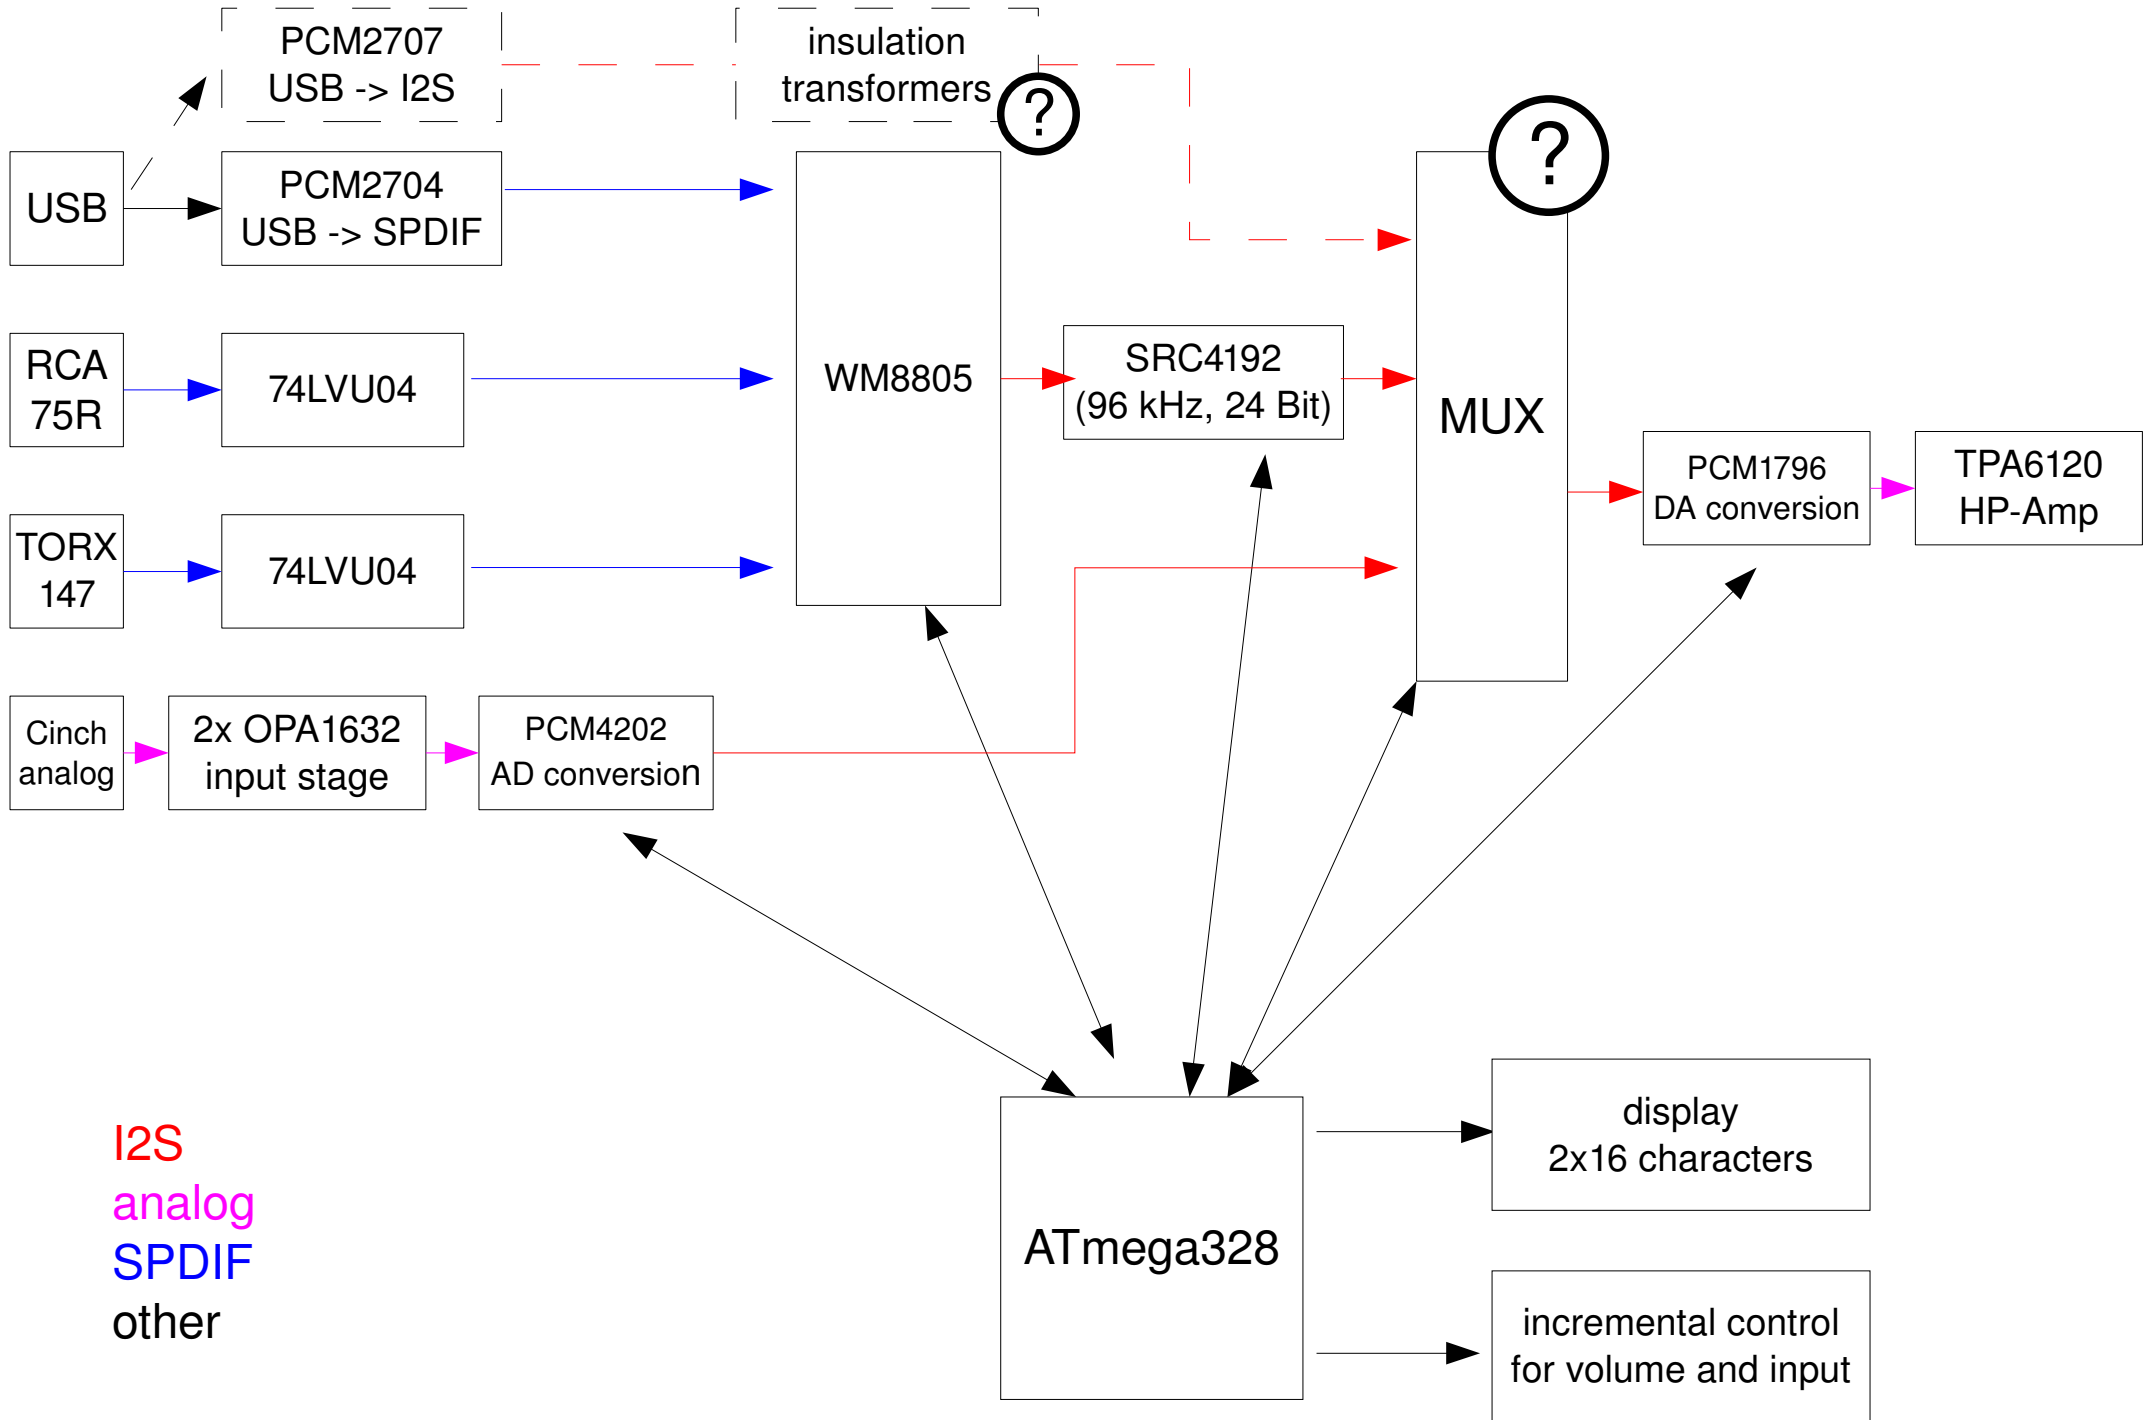 PCM2707
USB -> I2S
insulation
transformers
?
?
USB
PCM2704
USB -> SPDIF
RCA
75R
74LVU04
WM8805
SRC4192
(96 kHz, 24 Bit)
MUX
PCM1796
DA conversion
TPA6120
HP-Amp
TORX
147
74LVU04
Cinch
analog
2x OPA1632
input stage
PCM4202
AD conversion
I2S
analog
SPDIF
other
ATmega328
display
2x16 characters
incremental control
for volume and input